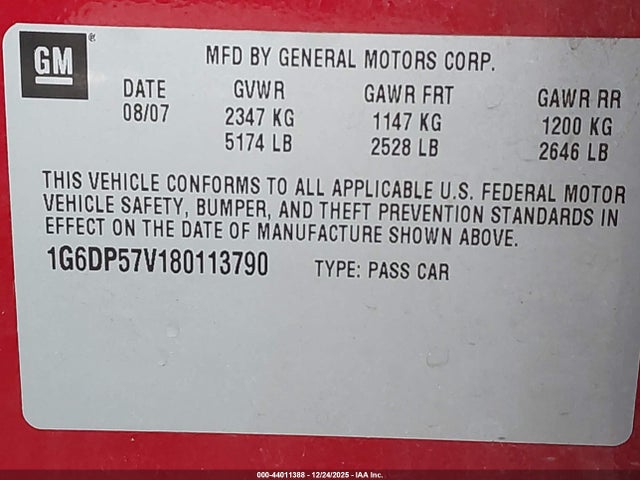 GM
MFD BY GENERAL MOTORS CORP.
DATE GVWR GAWR FRT GAWR RR
08/07 2347 KG 1147 KG 1200 KG
5174 LB 2528 LB 2646 LB
THIS VEHICLE CONFORMS TO ALL APPLICABLE U.S. FEDERAL MOTOR
VEHICLE SAFETY, BUMPER, AND THEFT PREVENTION STANDARDS IN
EFFECT ON THE DATE OF MANUFACTURE SHOWN ABOVE.
1G6DP57V180113790 TYPE: PASS CAR
000-44011388 - 12/24/2025 - IAA Inc.